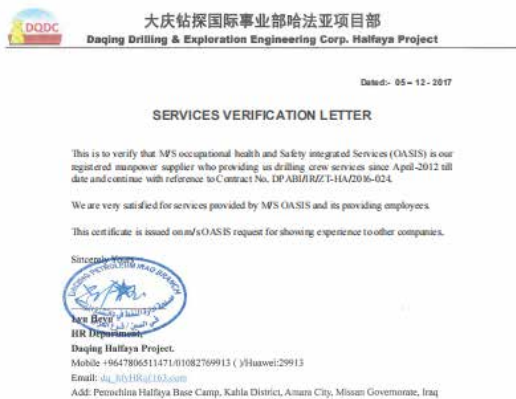 DQDC
大庆钻探国际事业部哈法亚项目部
Daqing Drilling & Exploration Engineering Corp. Halfaya Project
Dated:- 05 – 12 - 2017
SERVICES VERIFICATION LETTER
This is to verify that M/S occupational health and Safety integrated Services (OASIS) is our
registered manpower supplier who providing us drilling crew services since April-2012 till
date and continue with reference to Contract No,
We are very satisfied for services provided by M/S OASIS and its providing employees.
This certificate is issued on m/s OASIS request for showing experience to other companies.
Sincerely Yours
DAQING PETROLEUM IRAQ BRANCH
HR Department,
Daqing Halfaya Project.
Mobile +9647806511471/01082769913 ( )/Huawei:29913
Email:
Add: Petrochina Halfaya Base Camp, Kahla District, Amara City, Missan Governorate, Iraq